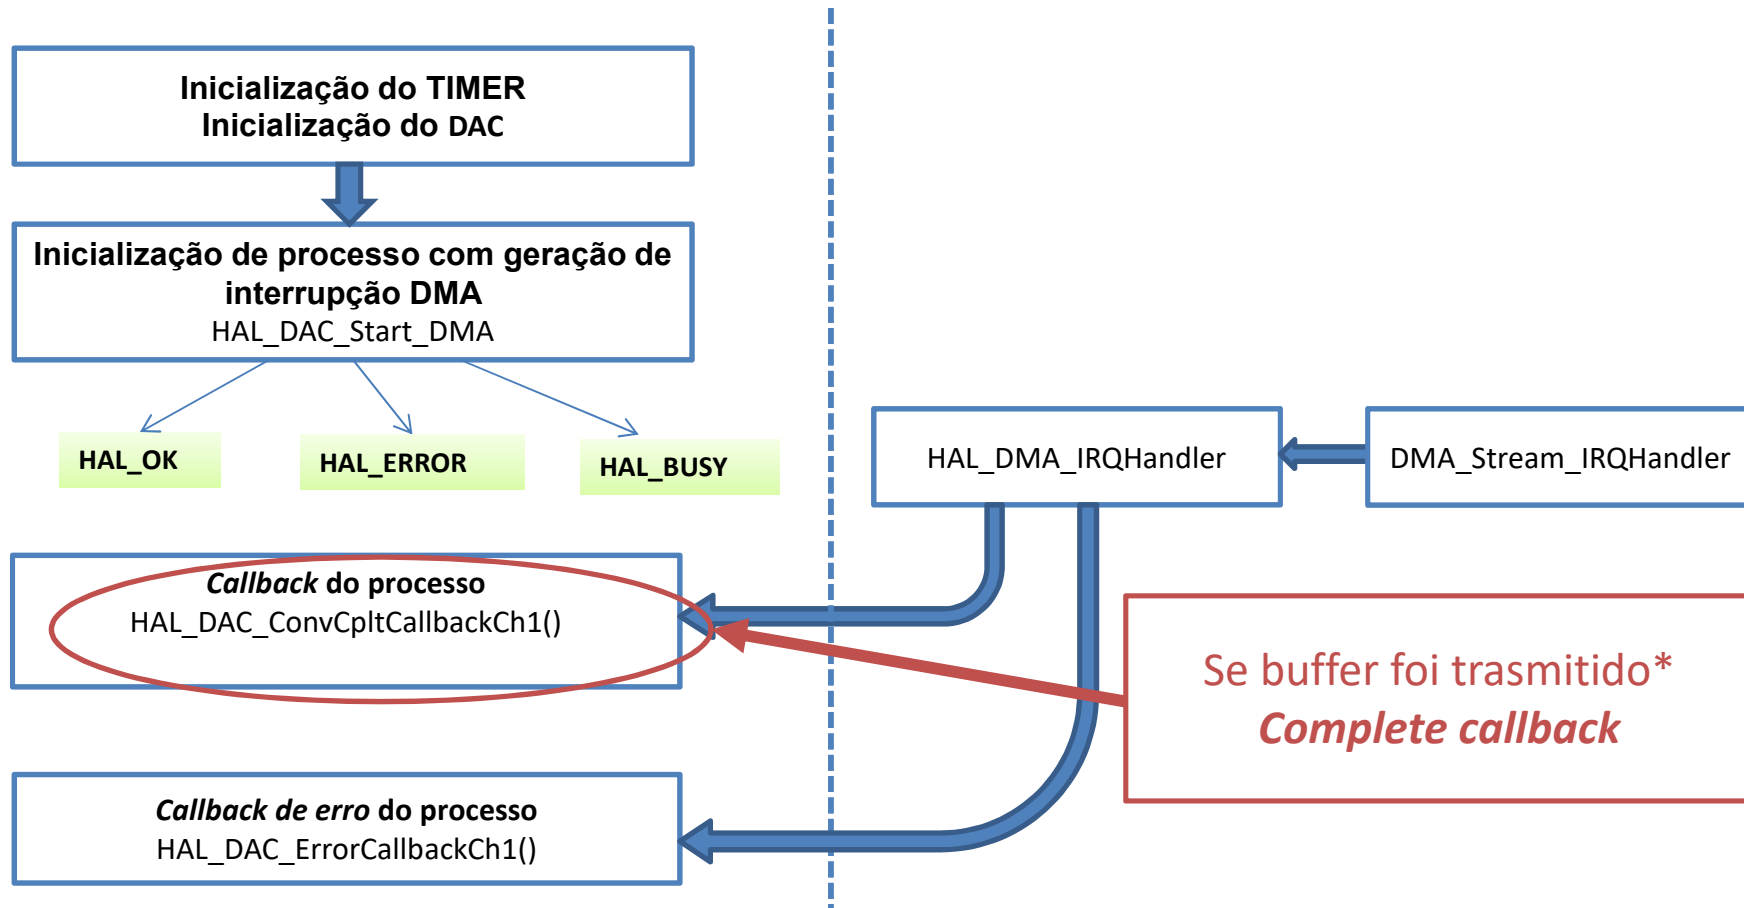 Inicialização do TIMER
Inicialização do DAC
Inicialização de processo com geração de
interrupção DMA
HAL_DAC_Start_DMA
HAL_OK
HAL_ERROR
HAL_BUSY
HAL_DMA_IRQHandler
DMA_Stream_IRQHandler
Callback do processo
HAL_DAC_ConvCpltCallbackCh1()
Se buffer foi trasmitido*
Complete callback
Callback de erro do processo
HAL_DAC_ErrorCallbackCh1()